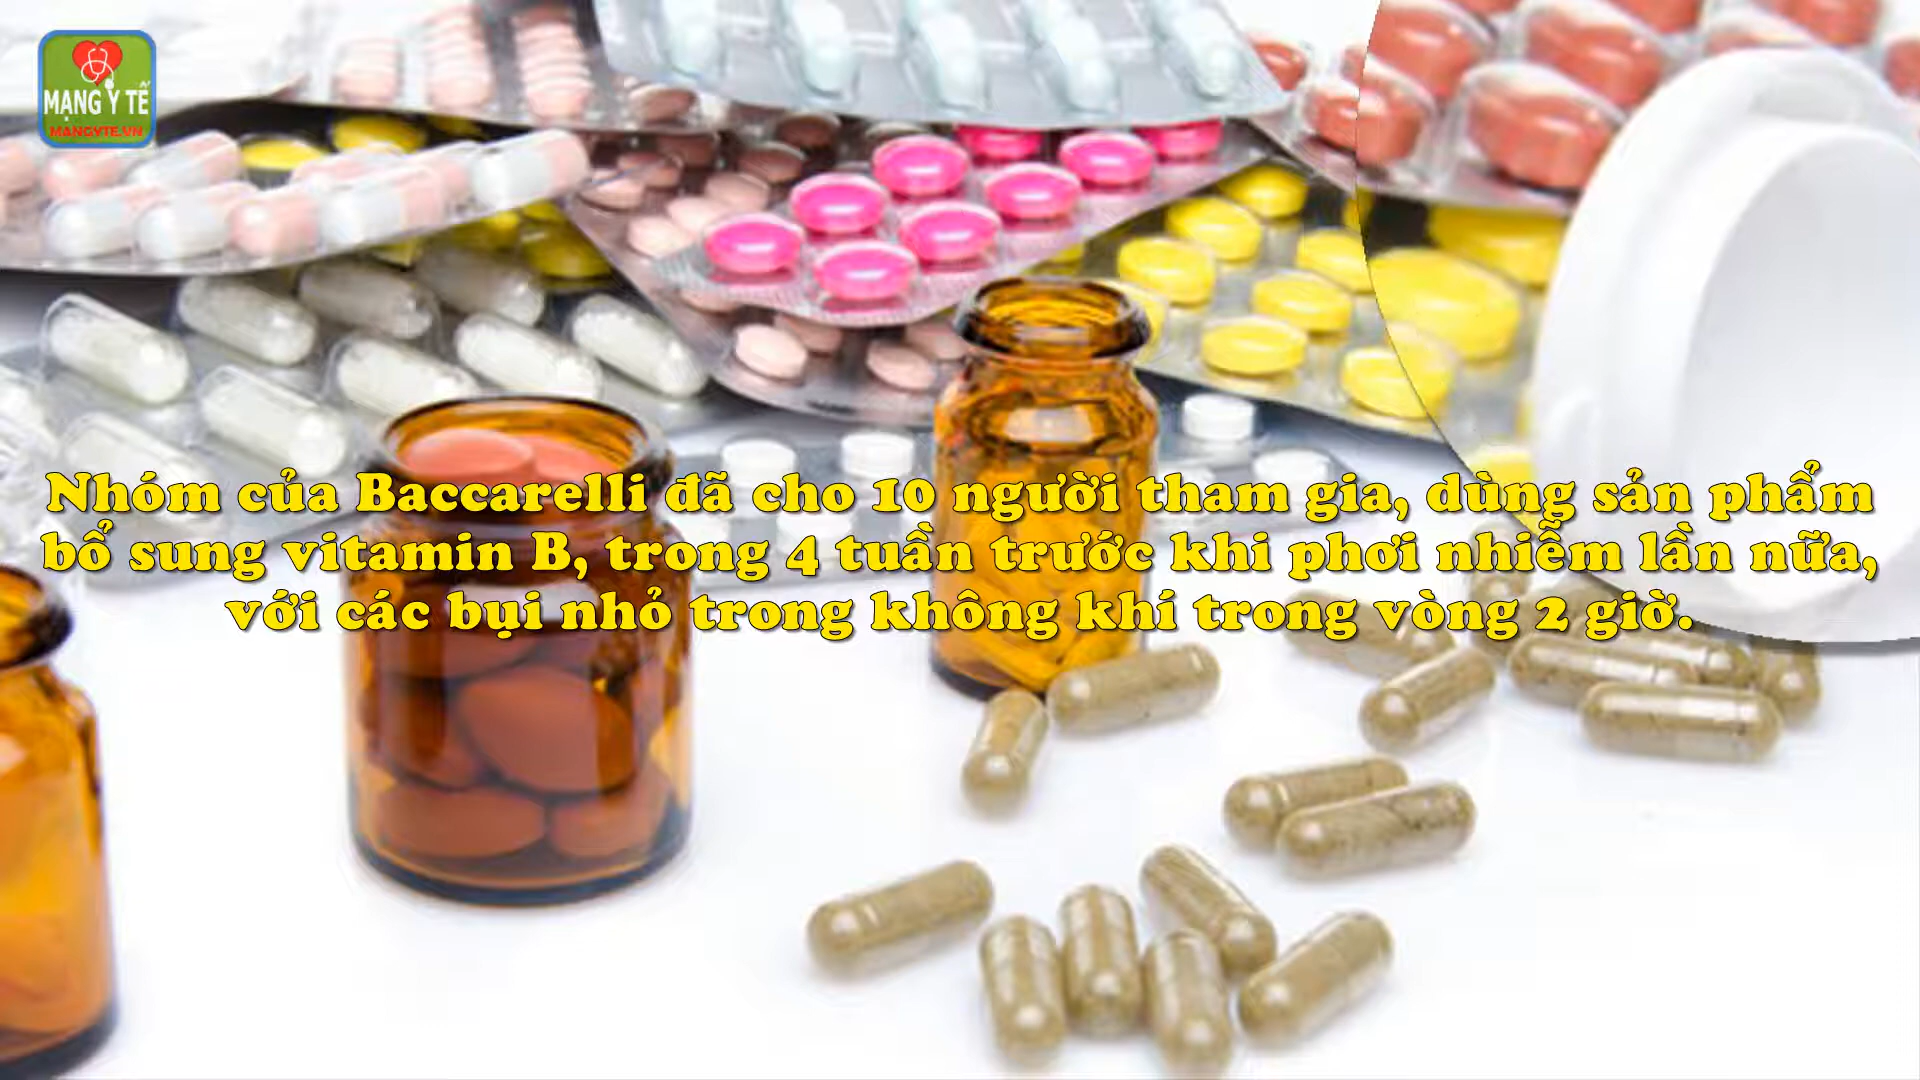 MẠNG Y TẾ
MANGYTE.VN
Nhóm của Baccarelli đã cho 10 người tham gia, dùng sản phẩm
bổ sung vitamin B, trong 4 tuần trước khi phơi nhiễm lần nữa,
với các bụi nhỏ trong không khí trong vòng 2 giờ.